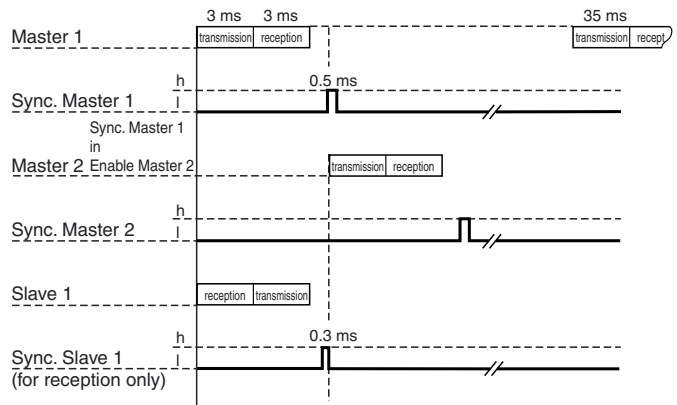 3 ms 3 ms 35 ms
Master 1 transmission reception transmission recept
h 0.5 ms
Sync. Master 1 l
Sync. Master 1
in
Master 2 Enable Master 2 transmission reception
h
Sync. Master 2 l
Slave 1 reception transmission
h 0.3 ms
Sync. Slave 1 l
(for reception only)